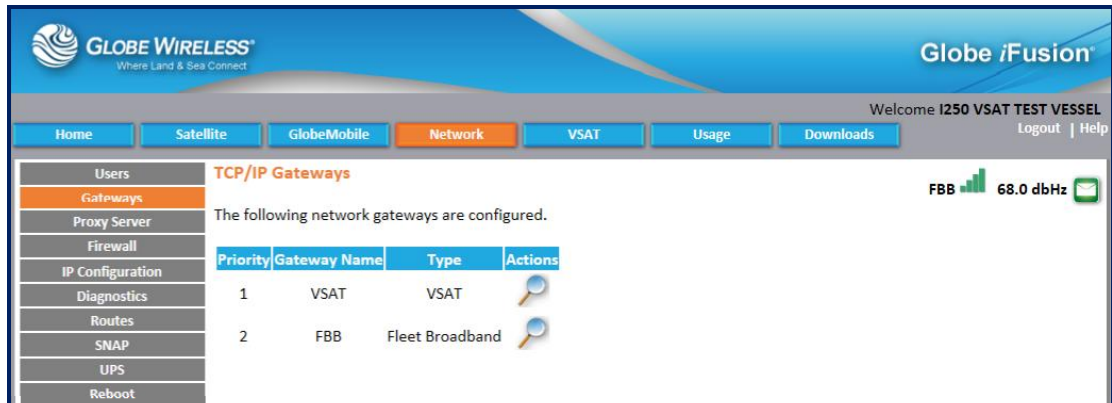 GLOBE WIRELESS®
Where Land & Sea Connect
Globe iFusion®
Welcome I250 VSAT TEST VESSEL
Logout | Help
Home Satellite GlobeMobile Network VSAT Usage Downloads
Users
Gateways
Proxy Server
Firewall
IP Configuration
Diagnostics
Routes
SNAP
UPS
Reboot
TCP/IP Gateways
FBB 68.0 dbHz
The following network gateways are configured.
Priority Gateway Name Type Actions
1 VSAT VSAT
2 FBB Fleet Broadband